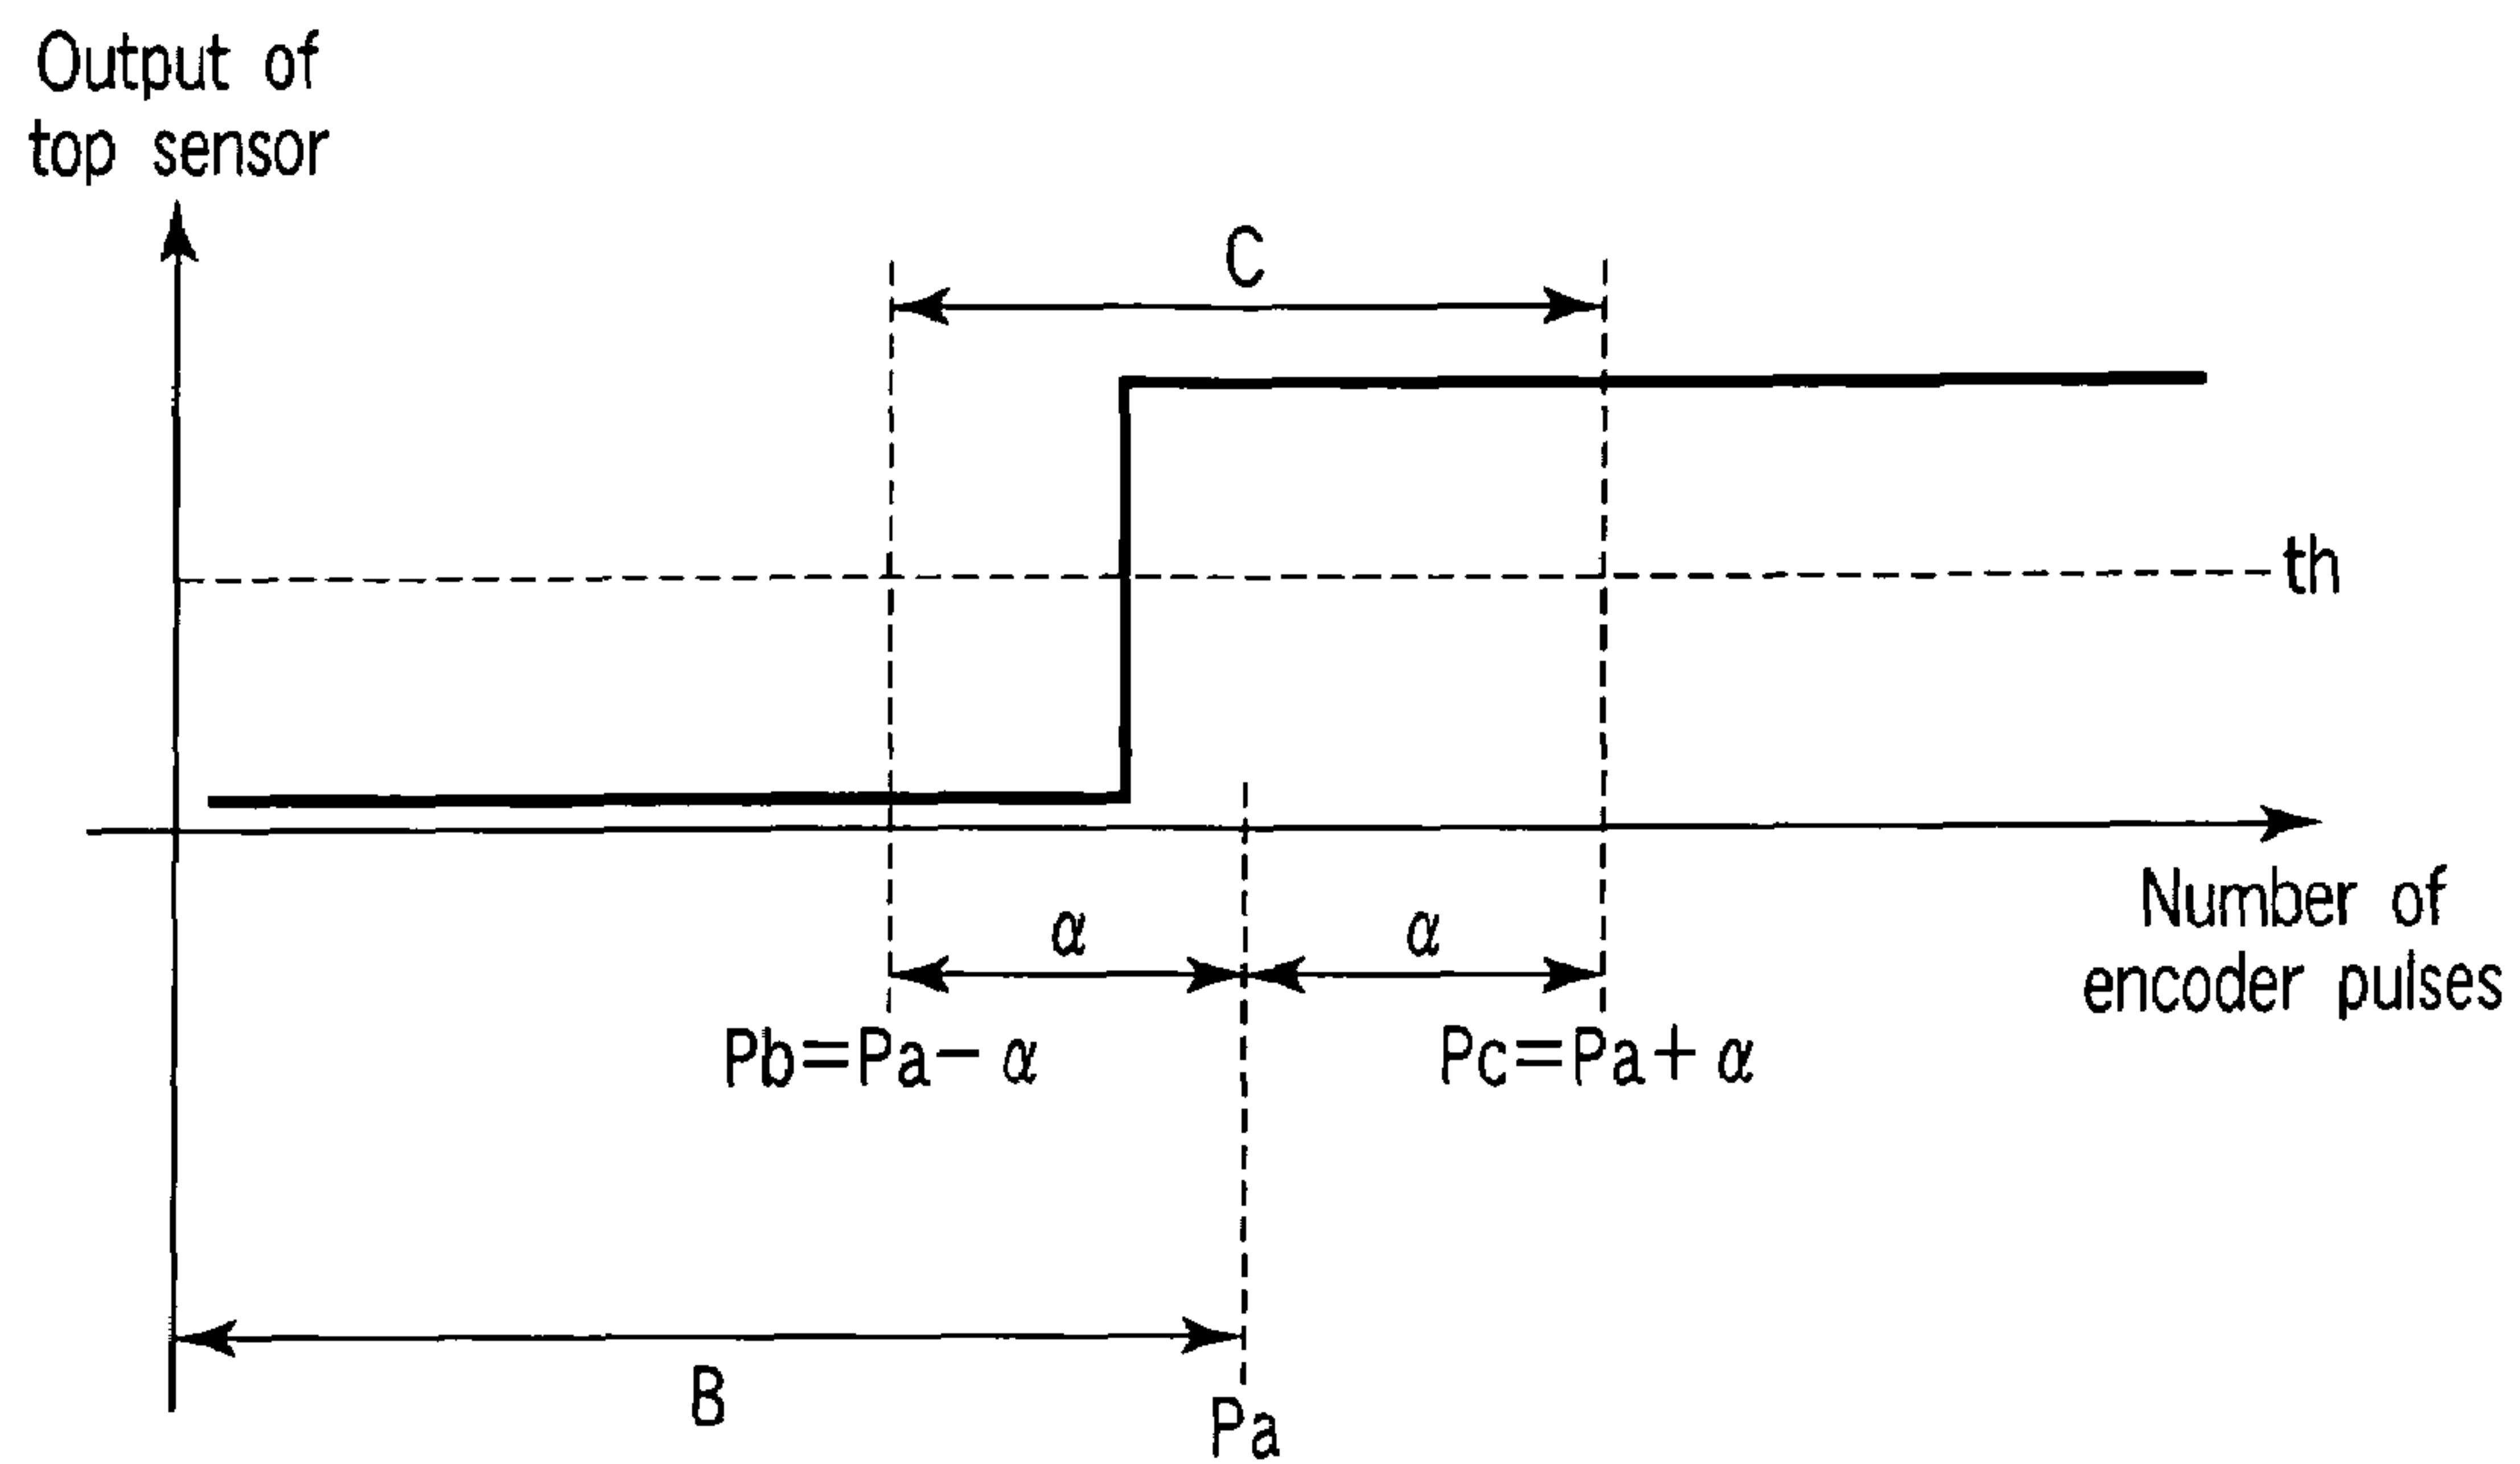 Output of
top sensor
C
th
Number of
encoder pulses
α
α
Pb=Pa-α
Pc=Pa+α
B
Pa